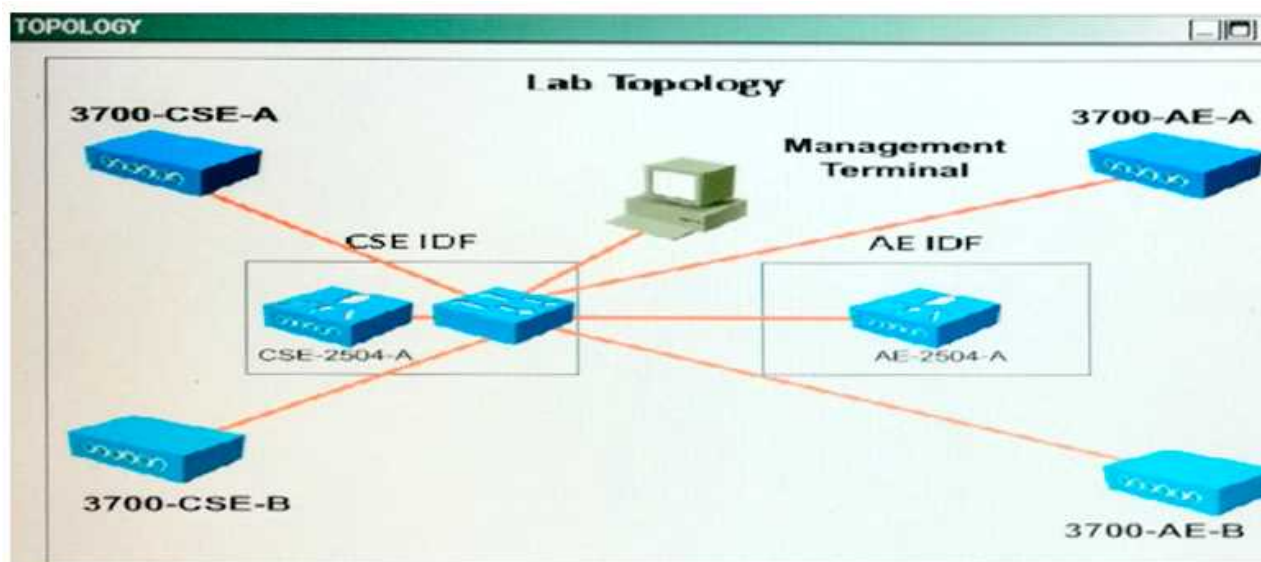 TOPOLOGY
Lab Topology
3700-CSE-A
3700-AE-A
Management
Terminal
CSE IDF
AE IDF
CSE-2504-A
AE-2504-A
3700-CSE-B
3700-AE-B